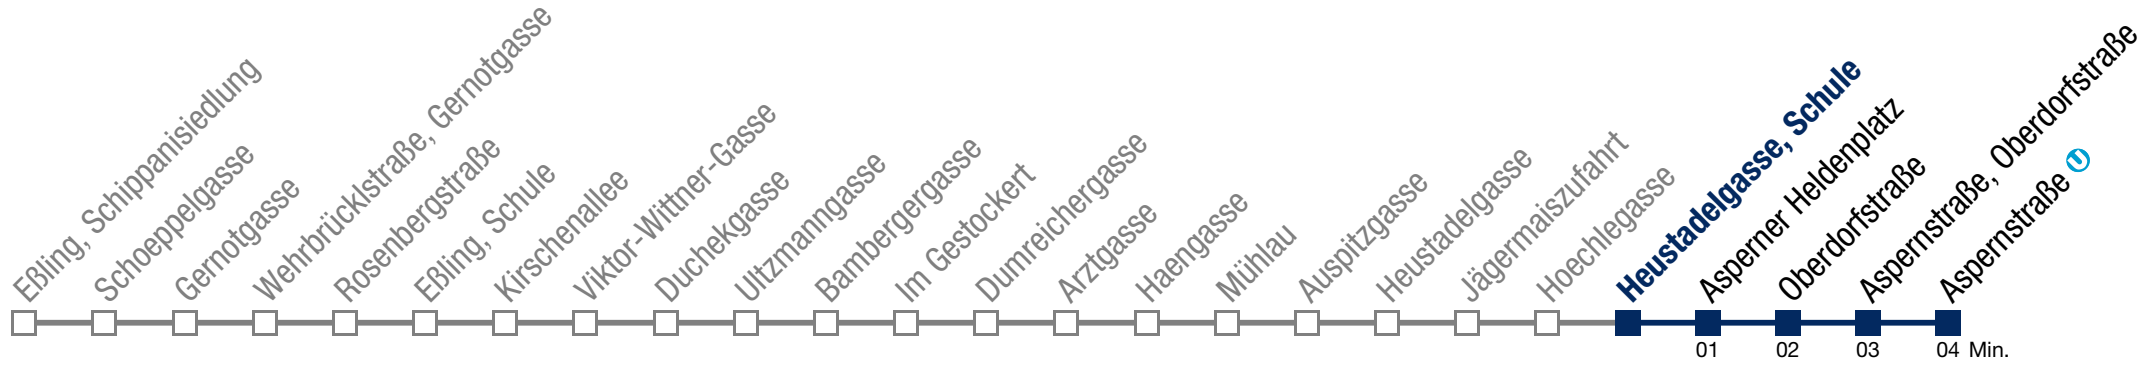 Eßling, Schippanisiedlung
Schoeppelgasse
Gernotgasse
Wehrbrücklstraße, Gernotgasse
Rosenbergstraße
Eßling, Schule
Kirschenallee
Viktor-Wittner-Gasse
Duchekgasse
Ultzmanngasse
Bambergergasse
Im Gestockert
Dumreichergasse
Arztgasse
Haengasse
Mühlau
Auspitzgasse
Heustadelgasse
Jägermaiszufahrt
Hoechlegasse
Heustadelgasse, Schule
Asperner Heldenplatz
Oberdorfstraße
Aspernstraße, Oberdorfstraße
Aspernstraße U
01 02 03 04 Min.